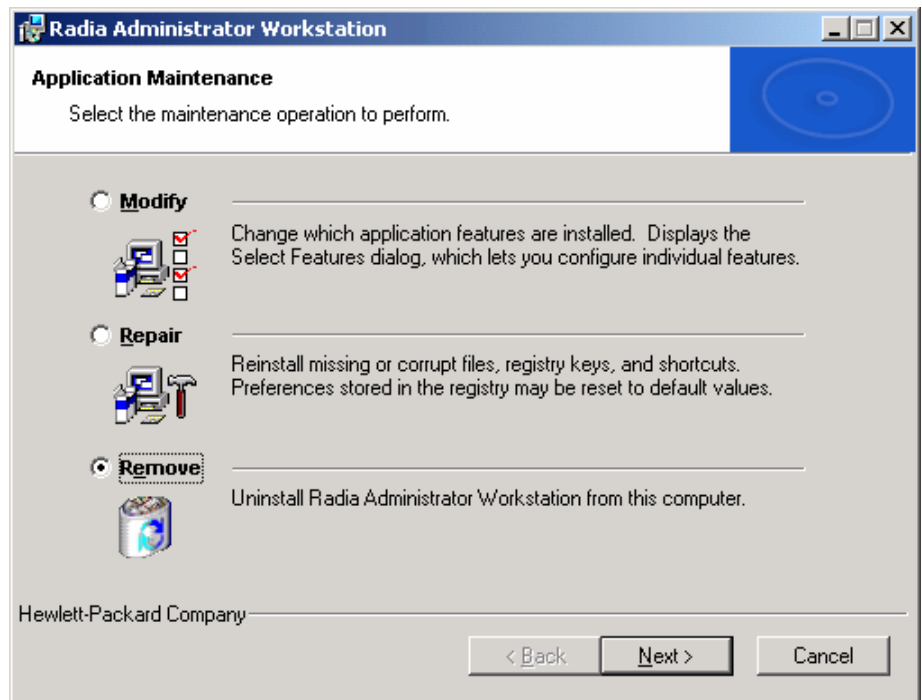 Radia Administrator Workstation
Application Maintenance
Select the maintenance operation to perform.
Modify
Change which application features are installed. Displays the
Select Features dialog, which lets you configure individual features.
Repair
Reinstall missing or corrupt files, registry keys, and shortcuts.
Preferences stored in the registry may be reset to default values.
Remove
Uninstall Radia Administrator Workstation from this computer.
Hewlett-Packard Company
< Back Next > Cancel